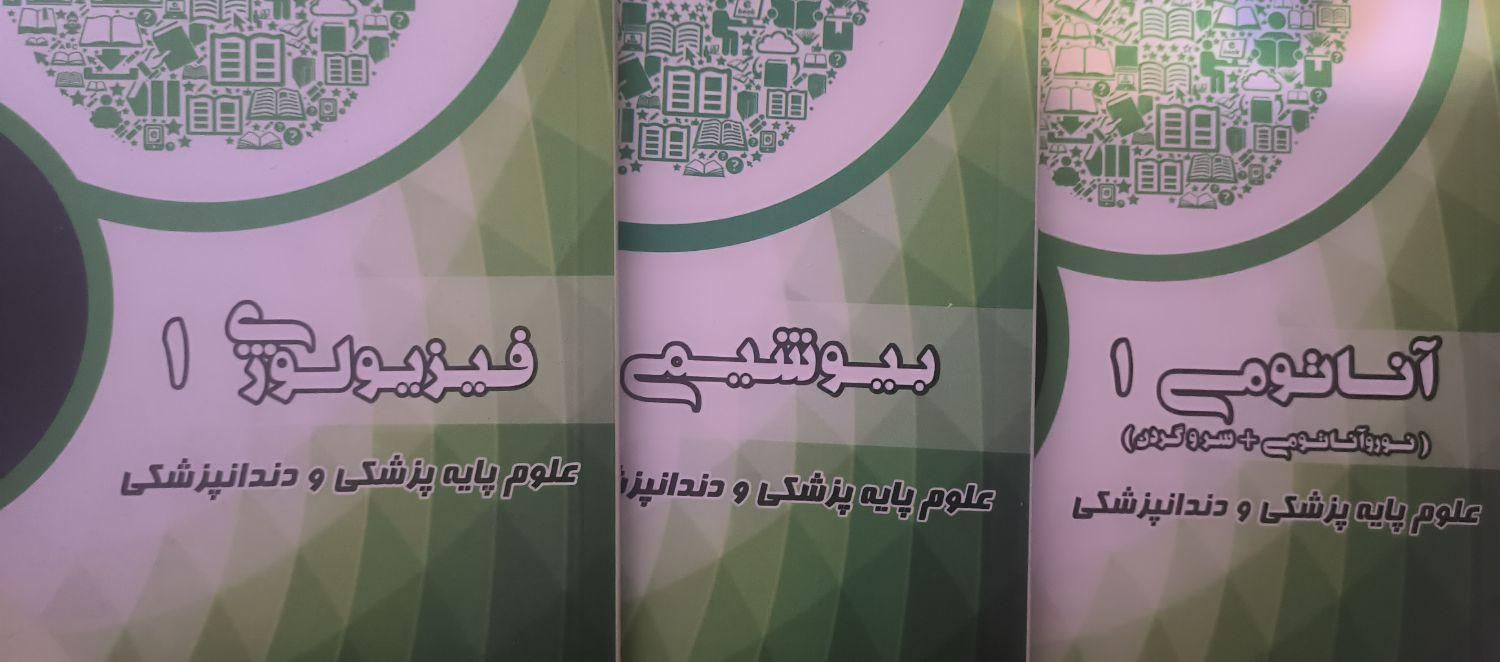 آناتومی ۱
(نوروآناتومی + سر و گردن)
علوم پایه پزشکی و دندانپزشکی
بیوشیمی
علوم پایه پزشکی و دندانپزش
فیزیولوژی ۱
علوم پایه پزشکی و دندانپزشکی